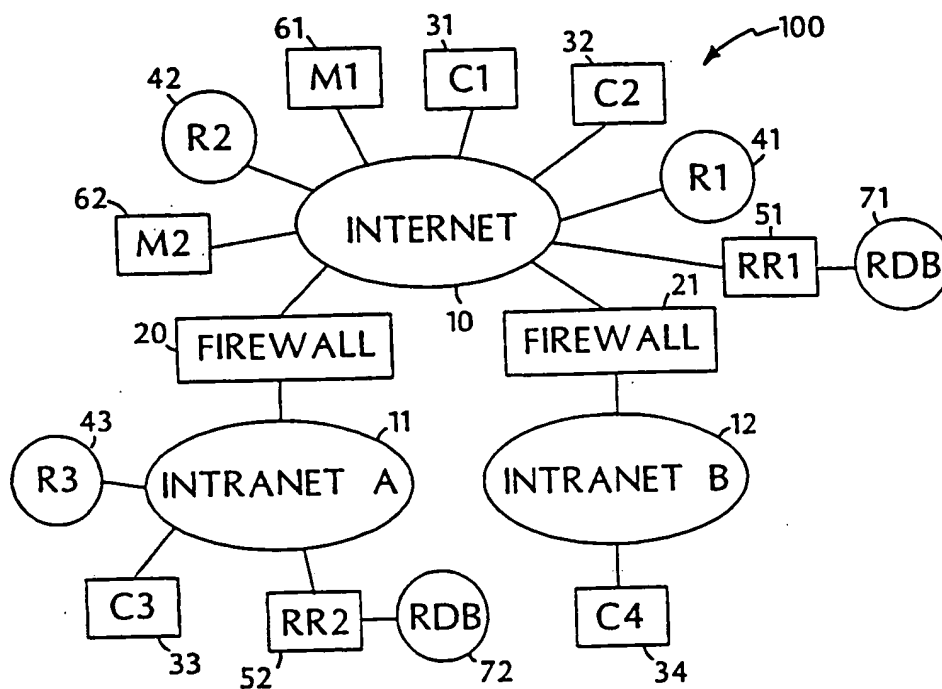 61
31
32
100
M1
C1
C2
42
R2
41
R1
62
M2
INTERNET
51
71
RR1
RDB
10
20
FIREWALL
21
FIREWALL
43
R3
11
INTRANET A
12
INTRANET B
C3
33
RR2
52
RDB
72
C4
34